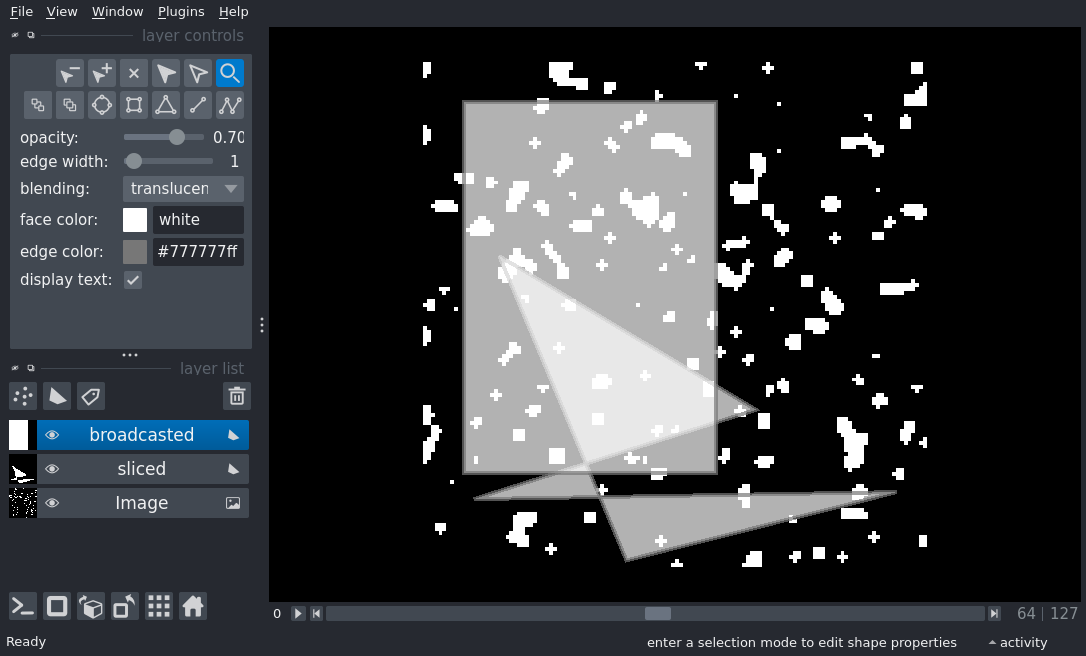 File View Window Plugins Help
layer controls
opacity: 0.70
edge width: 1
blending: translucen
face color: white
edge color: #777777ff
display text:
layer list
broadcasted
sliced
Image
0 64 | 127
Ready enter a selection mode to edit shape properties activity